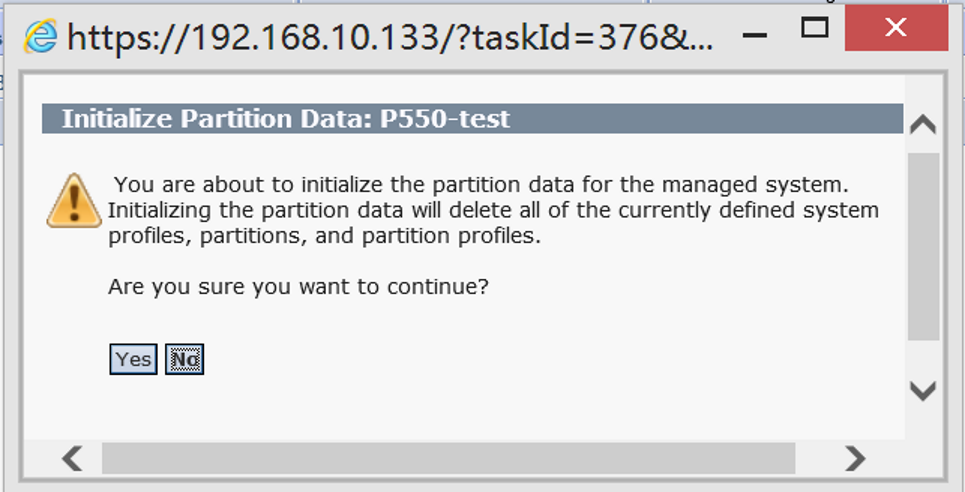 https://192.168.10.133/?taskId=376&...
Initialize Partition Data: P550-test
You are about to initialize the partition data for the managed system.
Initializing the partition data will delete all of the currently defined system
profiles, partitions, and partition profiles.
Are you sure you want to continue?
Yes No